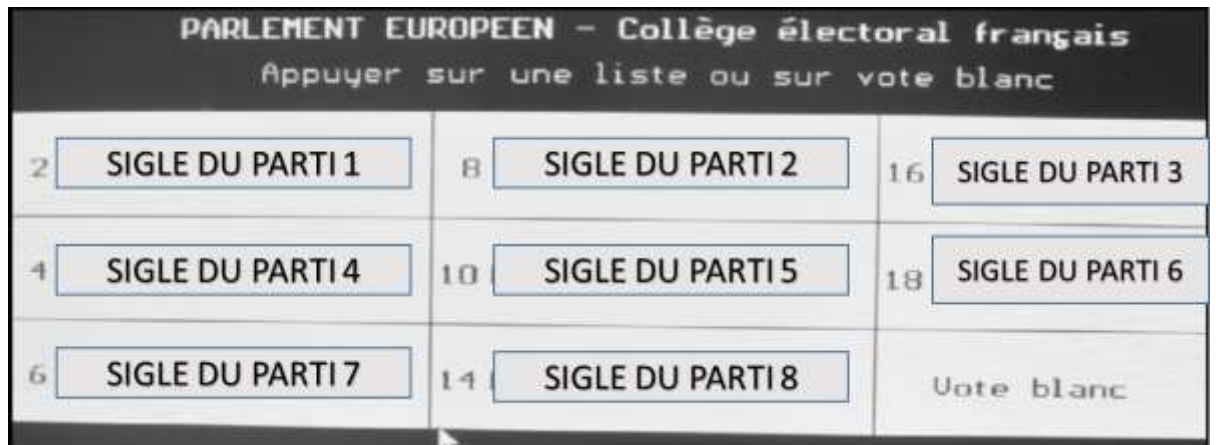 PARLEMENT EUROPEEN - Collège électoral français
Appuyer sur une liste ou sur vote blanc
2 SIGLE DU PARTI 1 8 SIGLE DU PARTI 2 16 SIGLE DU PARTI 3
4 SIGLE DU PARTI 4 10 SIGLE DU PARTI 5 18 SIGLE DU PARTI 6
6 SIGLE DU PARTI 7 14 SIGLE DU PARTI 8 Vote blanc